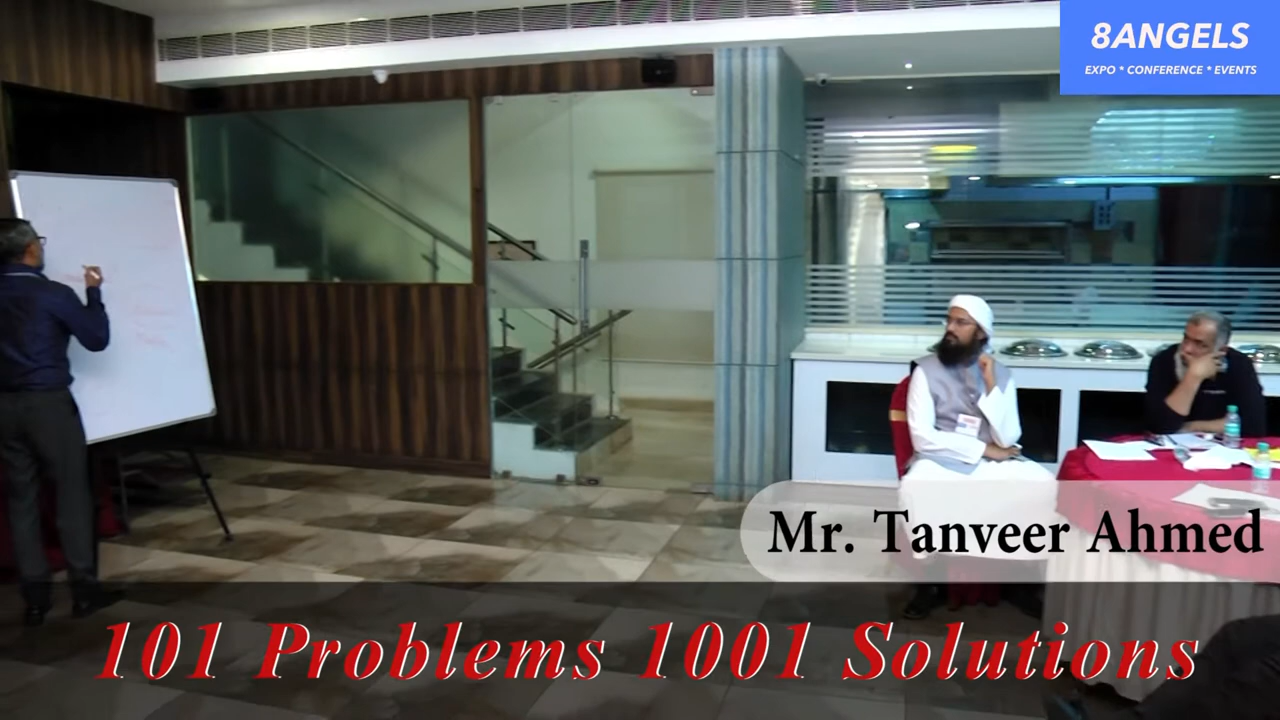 8ANGELS
EXPO * CONFERENCE * EVENTS
Mr. Tanveer Ahmed
101 Problems 1001 Solutions